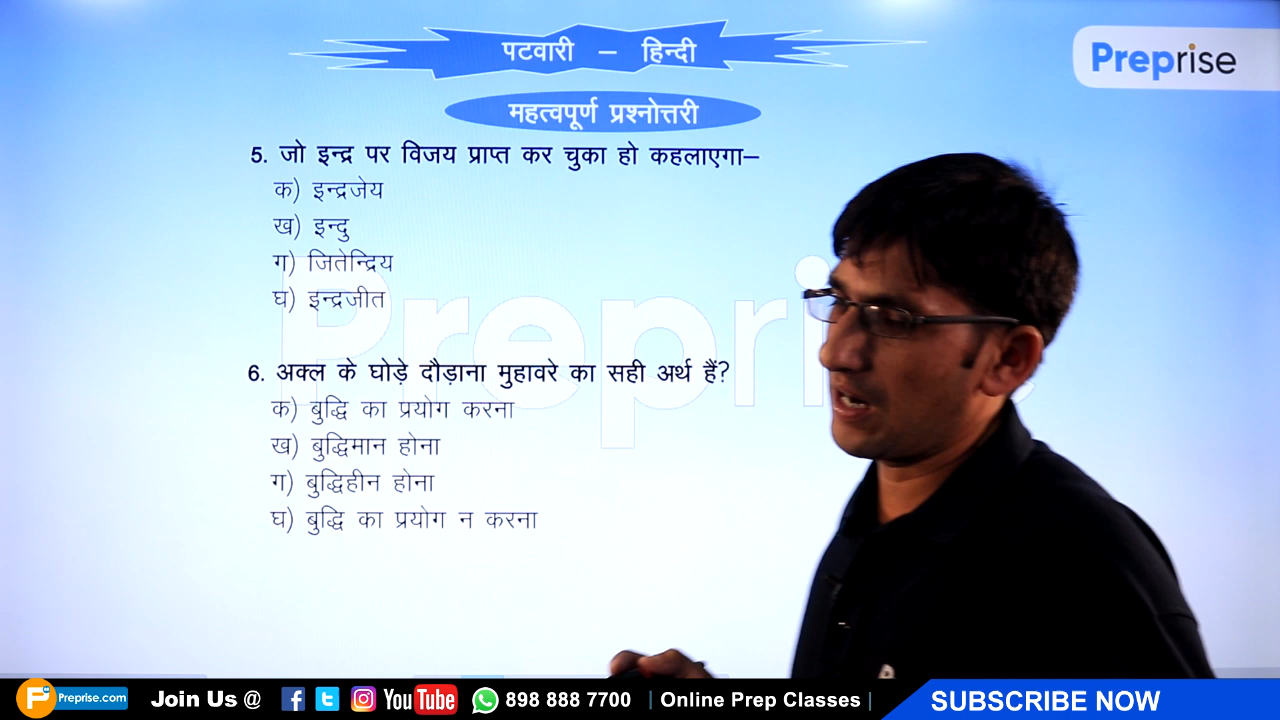 पटवारी – हिन्दी
Preprise
महत्वपूर्ण प्रश्नोत्तरी
5. जो इन्द्र पर विजय प्राप्त कर चुका हो कहलाएगा–
क) इन्द्रजेय
ख) इन्दु
ग) जितेन्द्रिय
घ) इन्द्रजीत
Preprise
6. अक्ल के घोड़े दौड़ाना मुहावरे का सही अर्थ हैं?
क) बुद्धि का प्रयोग करना
ख) बुद्धिमान होना
ग) बुद्धिहीन होना
घ) बुद्धि का प्रयोग न करना
Preprise.com Join Us @ YouTube 898 888 7700 | Online Prep Classes | SUBSCRIBE NOW